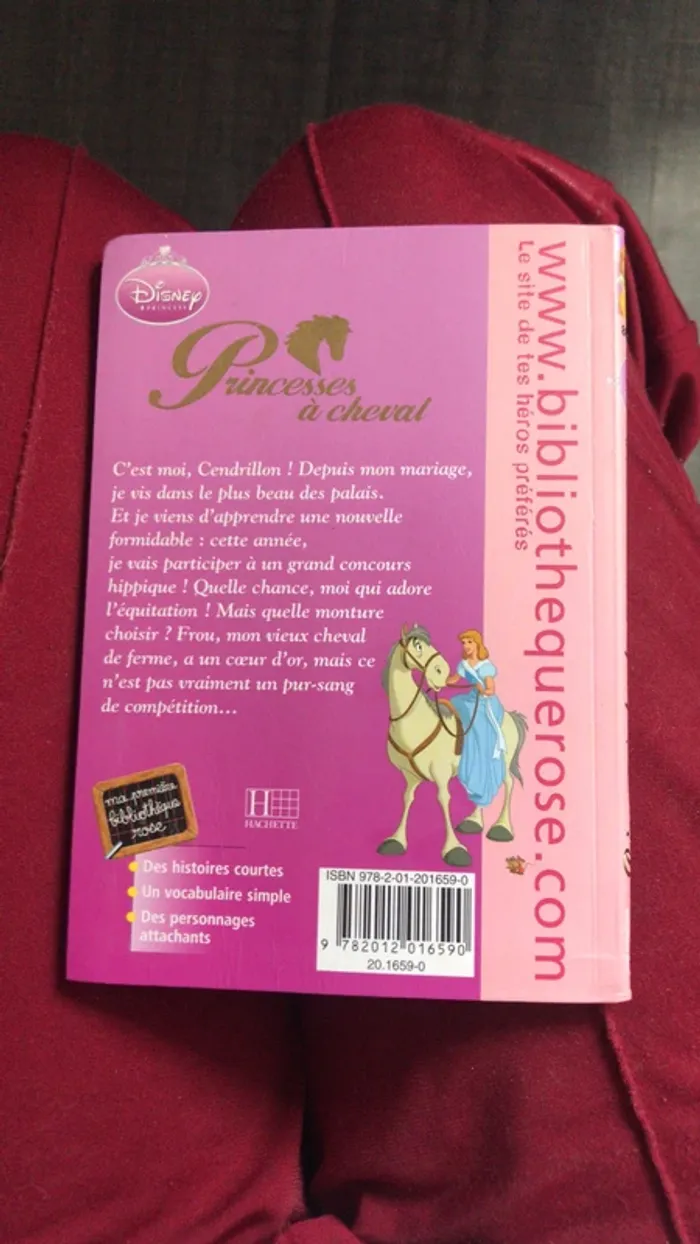 Disney
PRINCESSE
Princesses
à cheval
C'est moi, Cendrillon ! Depuis mon mariage,
je vis dans le plus beau des palais.
Et je viens d'apprendre une nouvelle
formidable : cette année,
je vais participer à un grand concours
hippique ! Quelle chance, moi qui adore
l'équitation ! Mais quelle monture
choisir ? Frou, mon vieux cheval
de ferme, a un cœur d'or, mais ce
n'est pas vraiment un pur-sang
de compétition...
ma première
bibliothèque
rose
Des histoires courtes
Un vocabulaire simple
Des personnages
attachants
H
HACHETTE
ISBN 978-2-01-201659-0
9 782012 016590
20.1659-0
www.bibliothequerose.com
Le site de tes héros préférés